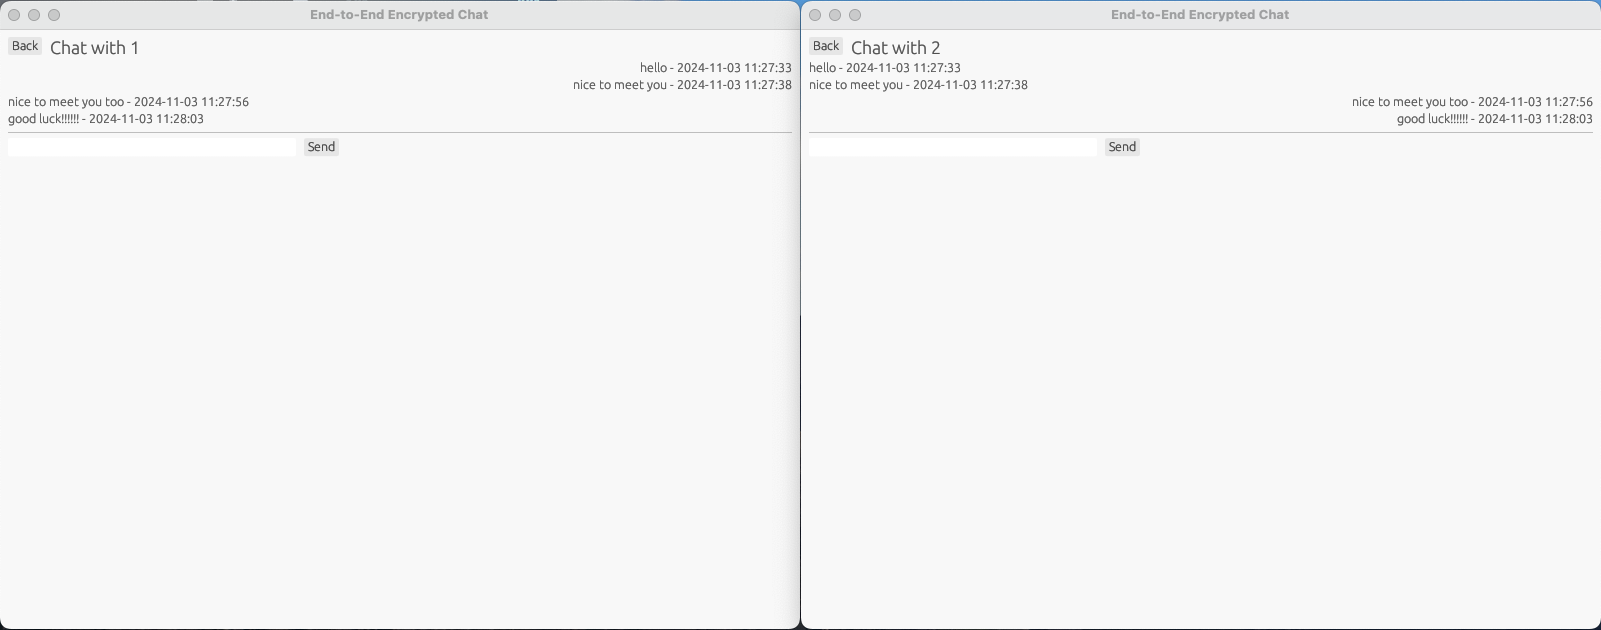 End-to-End Encrypted Chat
Back Chat with 1
hello - 2024-11-03 11:27:33
nice to meet you - 2024-11-03 11:27:38
nice to meet you too - 2024-11-03 11:27:56
good luck!!!!!! - 2024-11-03 11:28:03
Send
End-to-End Encrypted Chat
Back Chat with 2
hello - 2024-11-03 11:27:33
nice to meet you - 2024-11-03 11:27:38
nice to meet you too - 2024-11-03 11:27:56
good luck!!!!!! - 2024-11-03 11:28:03
Send